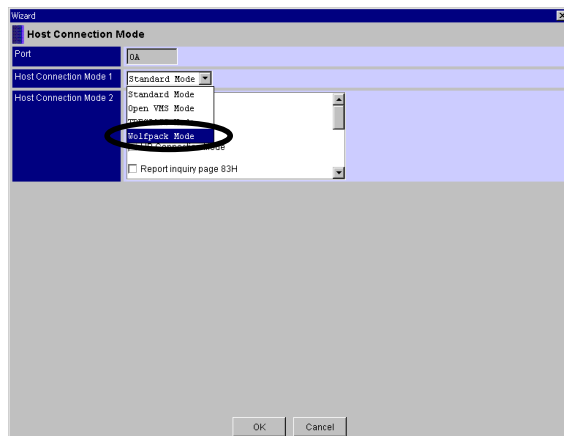 Wizard
Host Connection Mode
Port
0A
Host Connection Mode 1
Standard Mode
Standard Mode
Open VMS Mode
Wolfpack Mode
Host Connection Mode 2
Report inquiry page 83H
OK
Cancel